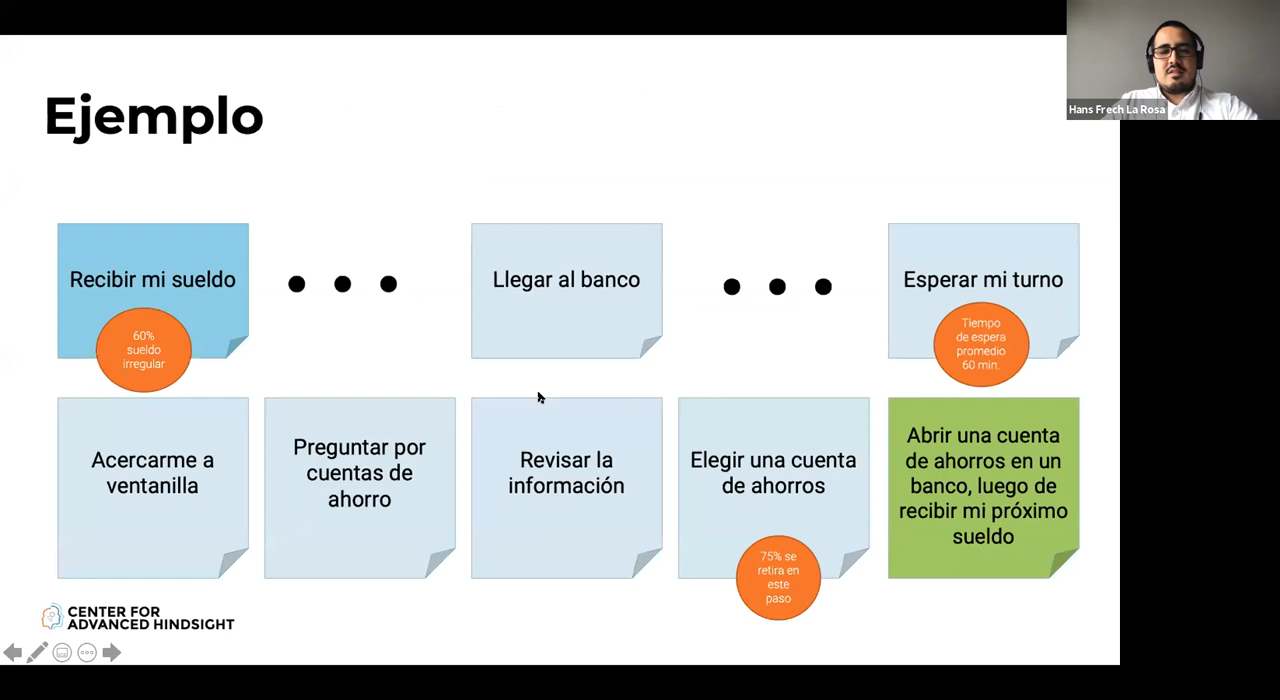 Hans Frech La Rosa
Ejemplo
Recibir mi sueldo
60%
sueldo
irregular
Llegar al banco
Esperar mi turno
Tiempo
de espera
promedio
60 min.
Acercarme a
ventanilla
Preguntar por
cuentas de
ahorro
Revisar la
información
Elegir una cuenta
de ahorros
75% se
retira en
este
paso
Abrir una cuenta
de ahorros en un
banco, luego de
recibir mi próximo
sueldo
CENTER FOR
ADVANCED HINDSIGHT